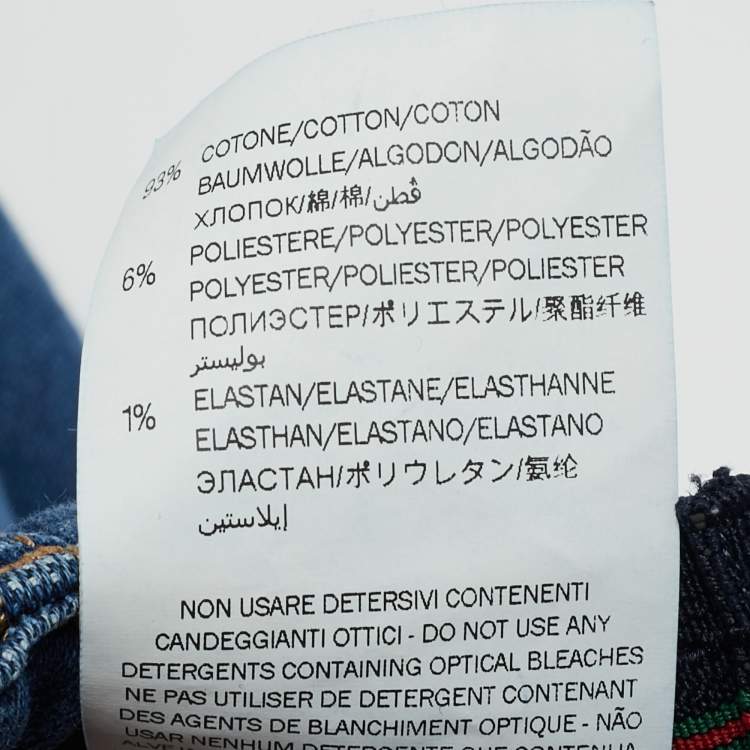 93% COTONE/COTTON/COTON
BAUMWOLLE/ALGODON/ALGODÃO
ХЛОПОК/綿/棉/قطن
6% POLIESTERE/POLYESTER/POLYESTER
POLYESTER/POLIESTER/POLIESTER
ПОЛИЭСТЕР/ポリエステル/聚酯纤维
بوليستر
1% ELASTAN/ELASTANE/ELASTHANNE
ELASTHAN/ELASTANO/ELASTANO
ЭЛАСТАН/ポリウレタン/氨纶
إيلاستين
NON USARE DETERSIVI CONTENENTI
CANDEGGIANTI OTTICI - DO NOT USE ANY
DETERGENTS CONTAINING OPTICAL BLEACHES
NE PAS UTILISER DE DETERGENT CONTENANT
DES AGENTS DE BLANCHIMENT OPTIQUE - NÃO
USAR NENHUM DETERGENTE QUE CONTENHA